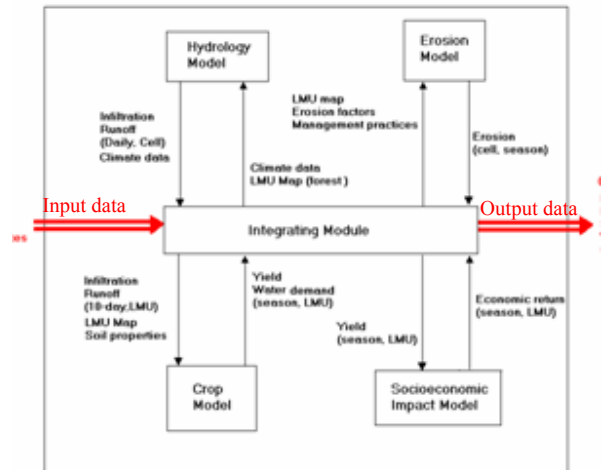 Hydrology
Model
Erosion
Model
Infiltration
Runoff
(Daily, Cell)
Climate data
LMU map
Erosion factors
Management practices
Erosion
(cell, season)
Climate data
LMU Map (forest )
Input data
Output data
Integrating Module
Infiltration
Runoff
(10-day,LMU)
LMU Map
Soil properties
Yield
Water demand
(season, LMU)
Yield
(season, LMU)
Economic return
(season, LMU)
Crop
Model
Socioeconomic
Impact Model